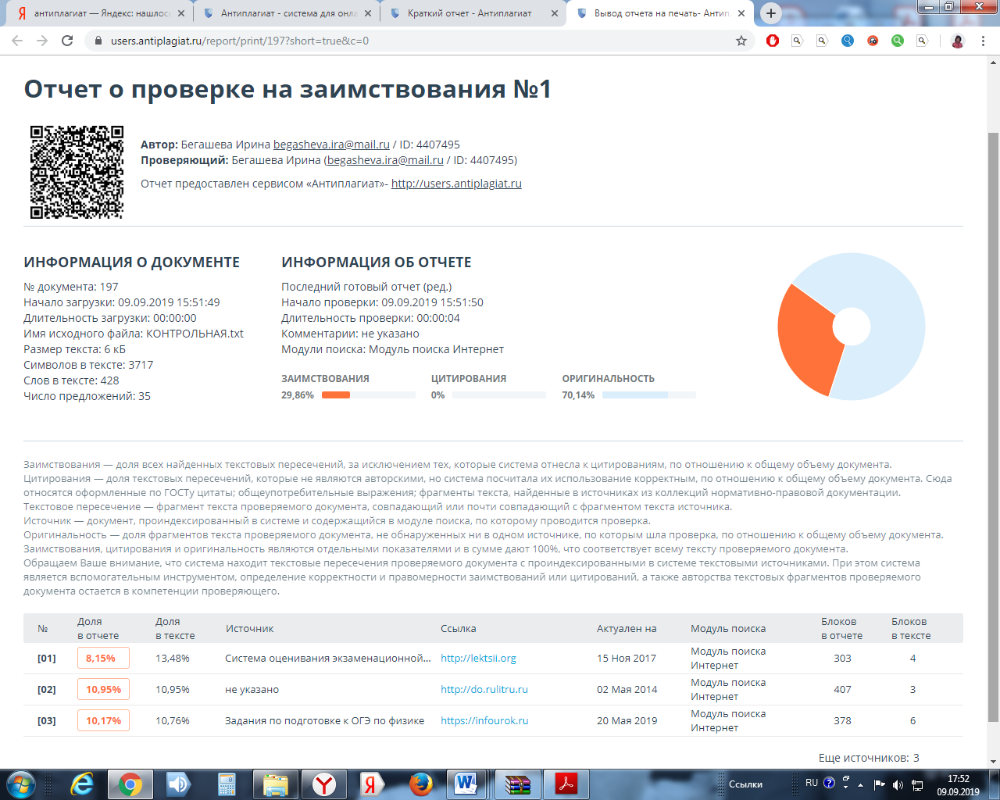 антиплагиат — Яндекс: нашлось
Антиплагиат - система для онла
Краткий отчет - Антиплагиат
Вывод отчета на печать- Антип
users.antiplagiat.ru/report/print/197?short=true&c=0
Отчет о проверке на заимствования №1
Автор: Бегашева Ирина begasheva.ira@mail.ru / ID: 4407495
Проверяющий: Бегашева Ирина (begasheva.ira@mail.ru / ID: 4407495)
Отчет предоставлен сервисом «Антиплагиат»- http://users.antiplagiat.ru
ИНФОРМАЦИЯ О ДОКУМЕНТЕ
№ документа: 197
Начало загрузки: 09.09.2019 15:51:49
Длительность загрузки: 00:00:00
Имя исходного файла: КОНТРОЛЬНАЯ.txt
Размер текста: 6 кБ
Символов в тексте: 3717
Слов в тексте: 428
Число предложений: 35
ИНФОРМАЦИЯ ОБ ОТЧЕТЕ
Последний готовый отчет (ред.)
Начало проверки: 09.09.2019 15:51:50
Длительность проверки: 00:00:04
Комментарии: не указано
Модули поиска: Модуль поиска Интернет
ЗАИМСТВОВАНИЯ ЦИТИРОВАНИЯ ОРИГИНАЛЬНОСТЬ
29,86% 0% 70,14%
Заимствования — доля всех найденных текстовых пересечений, за исключением тех, которые система отнесла к цитированиям, по отношению к общему объему документа.
Цитирования — доля текстовых пересечений, которые не являются авторскими, но система посчитала их использование корректным, по отношению к общему объему документа. Сюда
относятся оформленные по ГОСТу цитаты; общеупотребительные выражения; фрагменты текста, найденные в источниках из коллекций нормативно-правовой документации.
Текстовое пересечение — фрагмент текста проверяемого документа, совпадающий или почти совпадающий с фрагментом текста источника.
Источник — документ, проиндексированный в системе и содержащийся в модуле поиска, по которому проводится проверка.
Оригинальность — доля фрагментов текста проверяемого документа, не обнаруженных ни в одном источнике, по которым шла проверка, по отношению к общему объему документа.
Заимствования, цитирования и оригинальность являются отдельными показателями и в сумме дают 100%, что соответствует всему тексту проверяемого документа.
Обращаем Ваше внимание, что система находит текстовые пересечения проверяемого документа с проиндексированными в системе текстовыми источниками. При этом система
является вспомогательным инструментом, определение корректности и правомерности заимствований или цитирований, а также авторства текстовых фрагментов проверяемого
документа остается в компетенции проверяющего.
№ Доля в отчете Доля в тексте Источник Ссылка Актуален на Модуль поиска Блоков в отчете Блоков в тексте
[01] 8,15% 13,48% Система оценивания экзаменационной... http://lektsii.org 15 Ноя 2017 Модуль поиска Интернет 303 4
[02] 10,95% 10,95% не указано http://do.rulitru.ru 02 Мая 2014 Модуль поиска Интернет 407 3
[03] 10,17% 10,76% Задания по подготовке к ОГЭ по физике https://infourok.ru 20 Мая 2019 Модуль поиска Интернет 378 6
Еще источников: 3
Ссылки
RU
17:52
09.09.2019